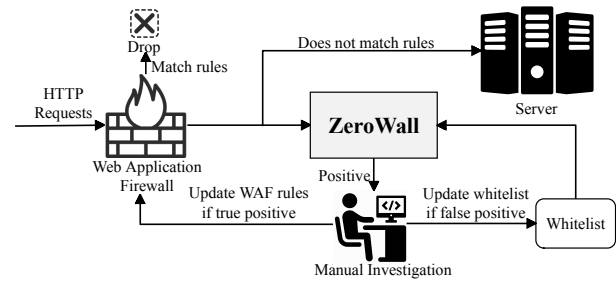 Drop
Match rules
Does not match rules
HTTP
Requests
Server
ZeroWall
Web Application
Firewall
Positive
Update WAF rules
if true positive
</>
Update whitelist
if false positive
Whitelist
Manual Investigation